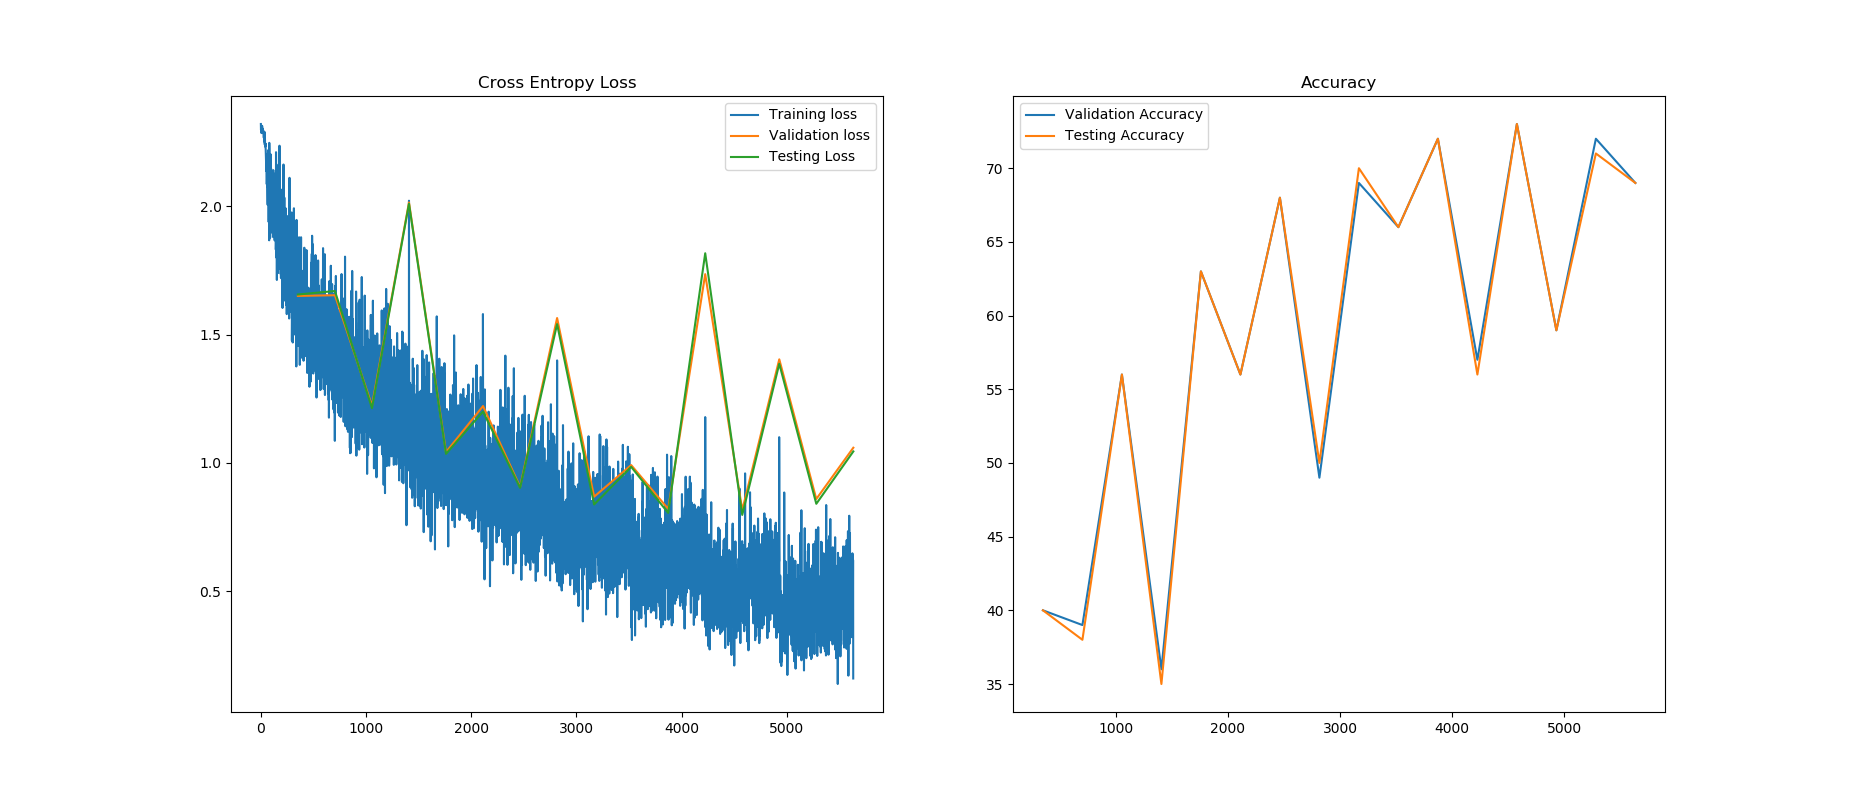 Cross Entropy Loss
Training loss
Validation loss
Testing Loss
2.0
1.5
1.0
0.5
0 1000 2000 3000 4000 5000
Accuracy
Validation Accuracy
Testing Accuracy
70
65
60
55
50
45
40
35
1000 2000 3000 4000 5000